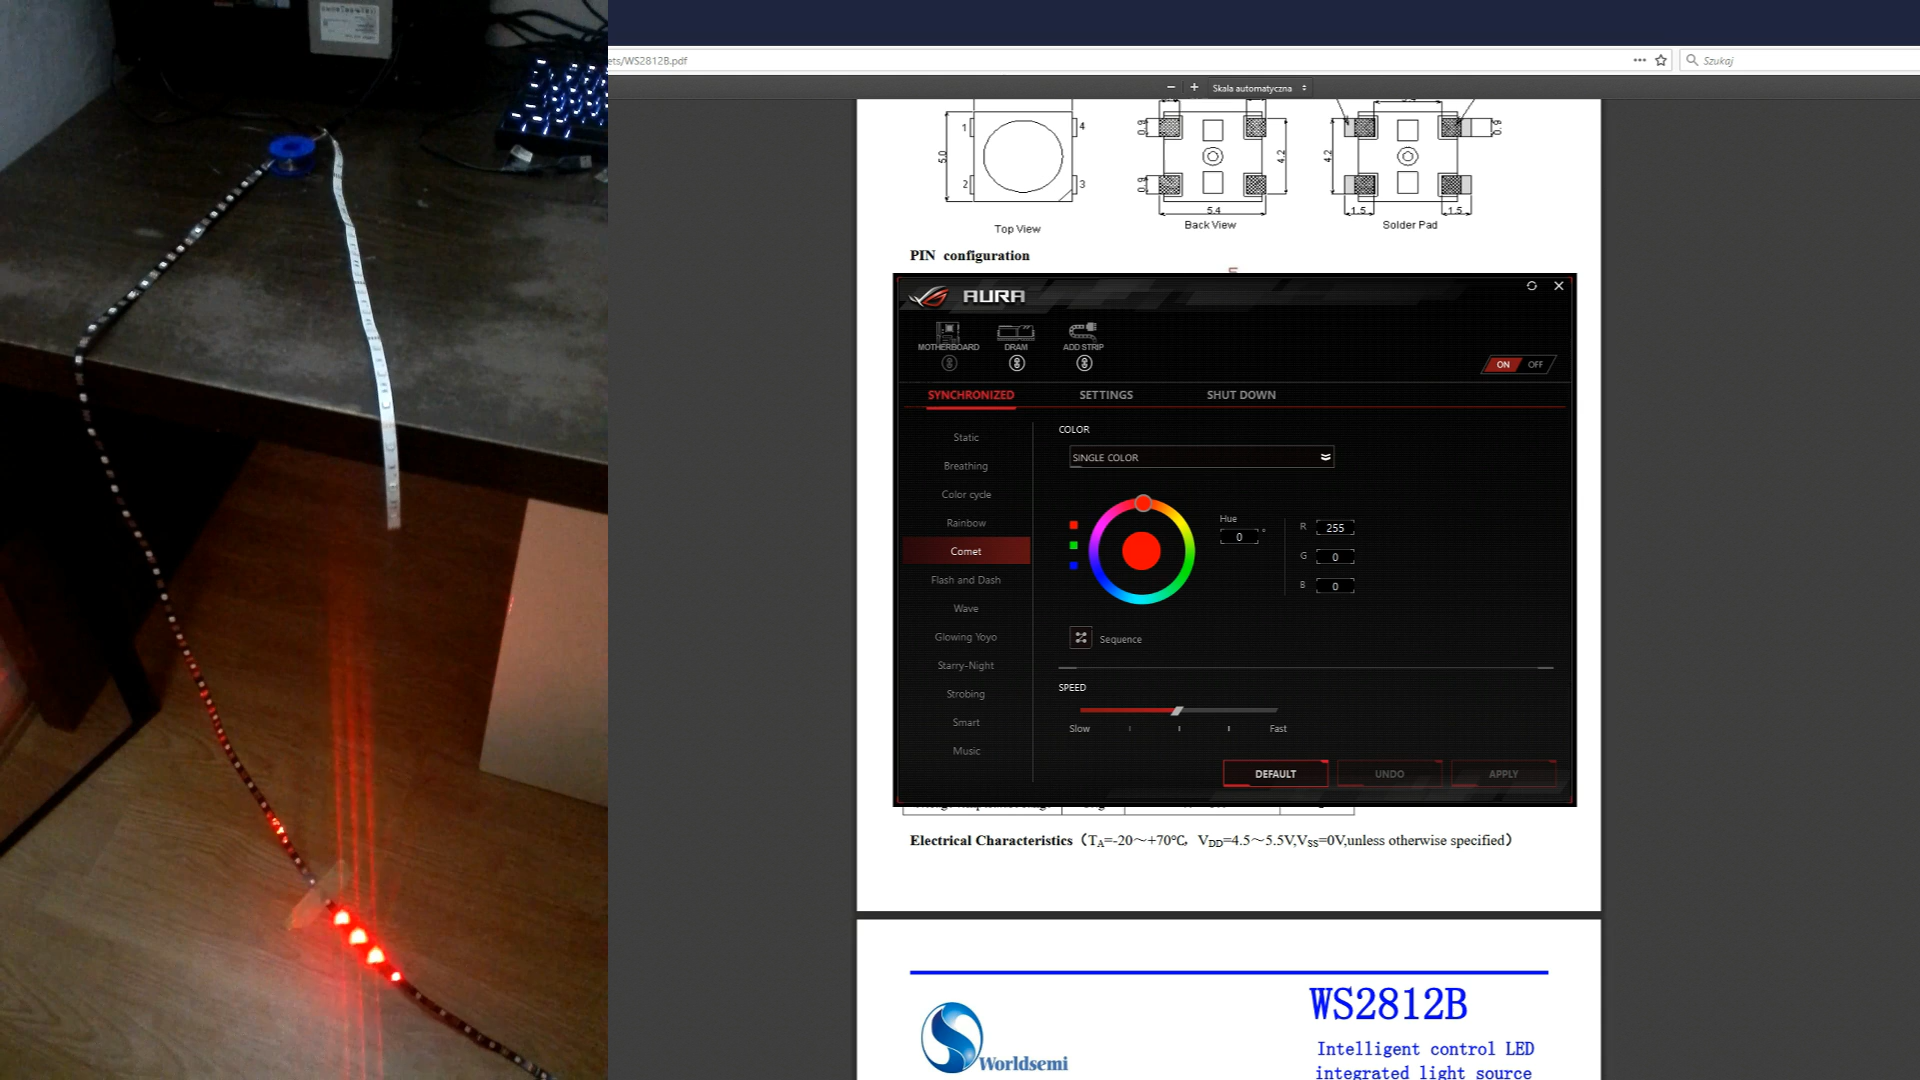 ets/WS2812B.pdf
Szukaj
Skala automatyczna
1
4
5.0
2
3
Top View
0.9
0.9
4.2
5.4
Back View
4.2
0.9
1.5
1.5
Solder Pad
PIN configuration
AURA
MOTHERBOARD
DRAM
ADD STRIP
ON
OFF
SYNCHRONIZED
SETTINGS
SHUT DOWN
Static
Breathing
Color cycle
Rainbow
Comet
Flash and Dash
Wave
Glowing Yoyo
Starry-Night
Strobing
Smart
Music
COLOR
SINGLE COLOR
Hue
0 °
R 255
G 0
B 0
Sequence
SPEED
Slow
Fast
DEFAULT
UNDO
APPLY
Electrical Characteristics（TA=-20～+70℃, VDD=4.5～5.5V,VSS=0V,unless otherwise specified）
Worldsemi
WS2812B
Intelligent control LED
integrated light source